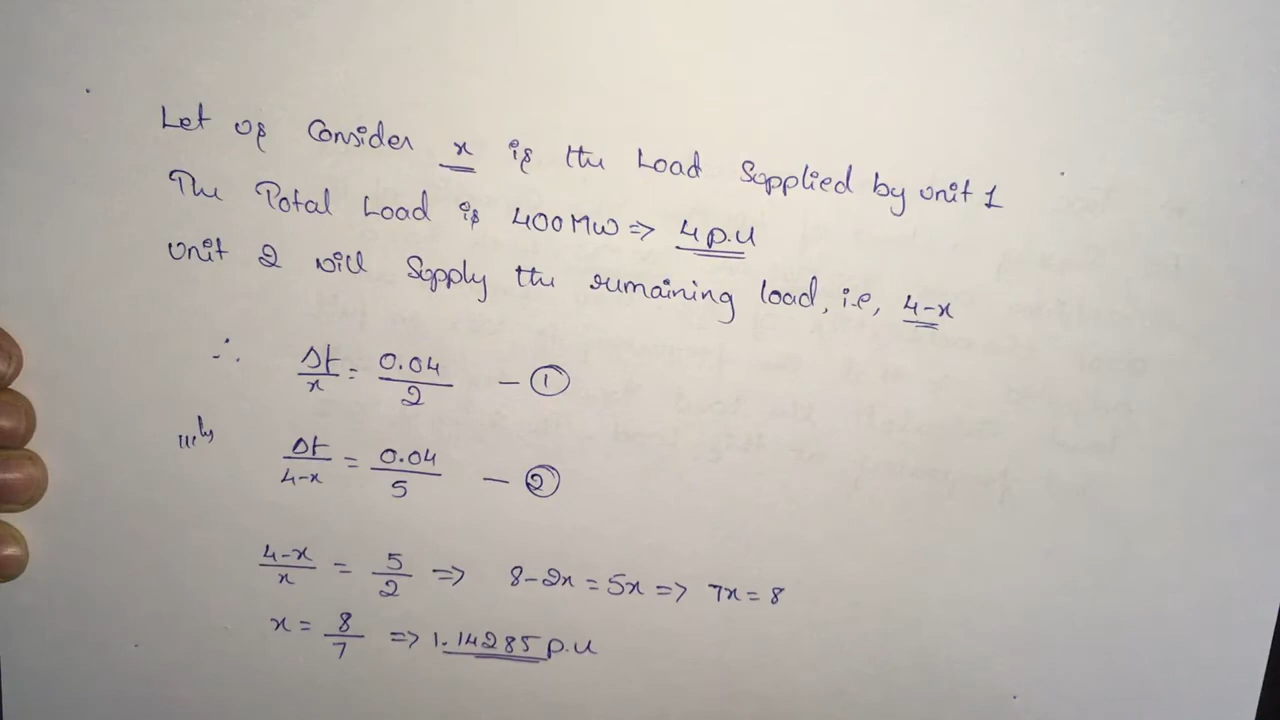 Let us Consider x is the Load Supplied by unit 1
The Total Load is 400MW => 4 p.u
Unit 2 will Supply the remaining load, i.e, 4-x
∴ Δf/x = 0.04/2 - ①
|||ly Δf/4-x = 0.04/5 - ②
4-x/x = 5/2 => 8-2x = 5x => 7x = 8
x = 8/7 => 1.14285 p.u